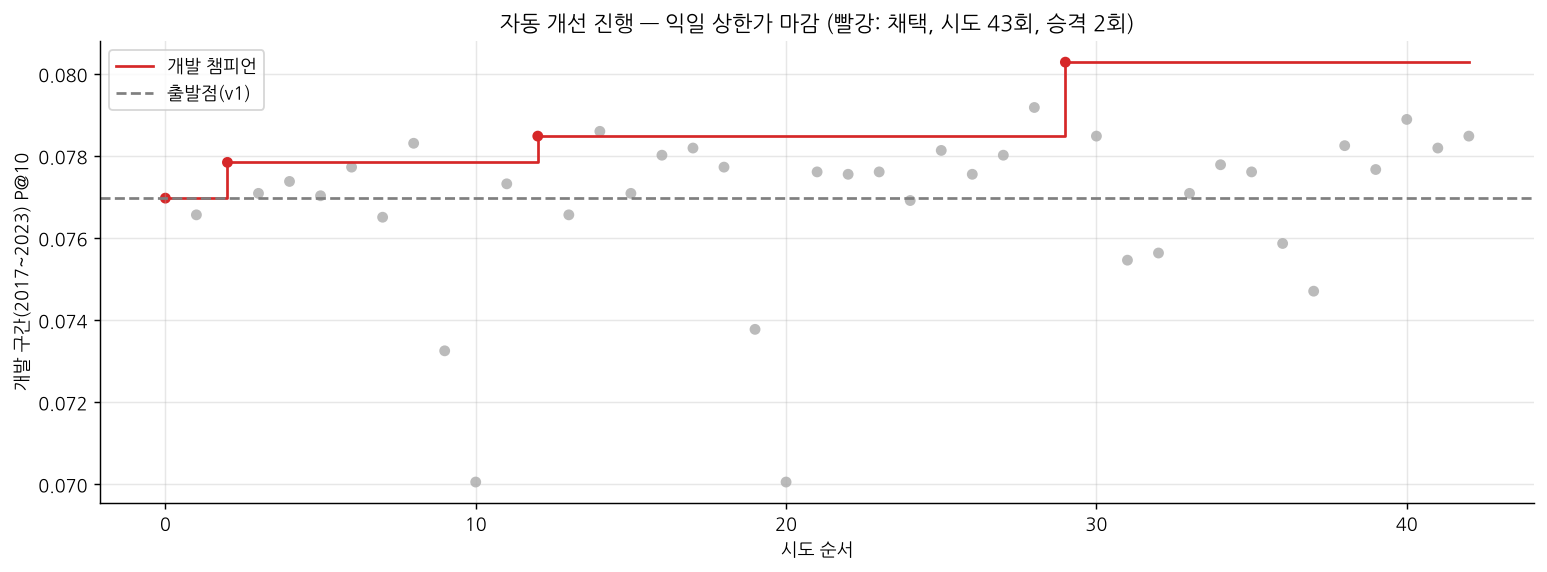 자동 개선 진행 — 익일 상한가 마감 (빨강: 채택, 시도 43회, 승격 2회)
개발 챔피언
출발점(v1)
개발 구간(2017~2023) P@10
0.080
0.078
0.076
0.074
0.072
0.070
0
10
20
30
40
시도 순서